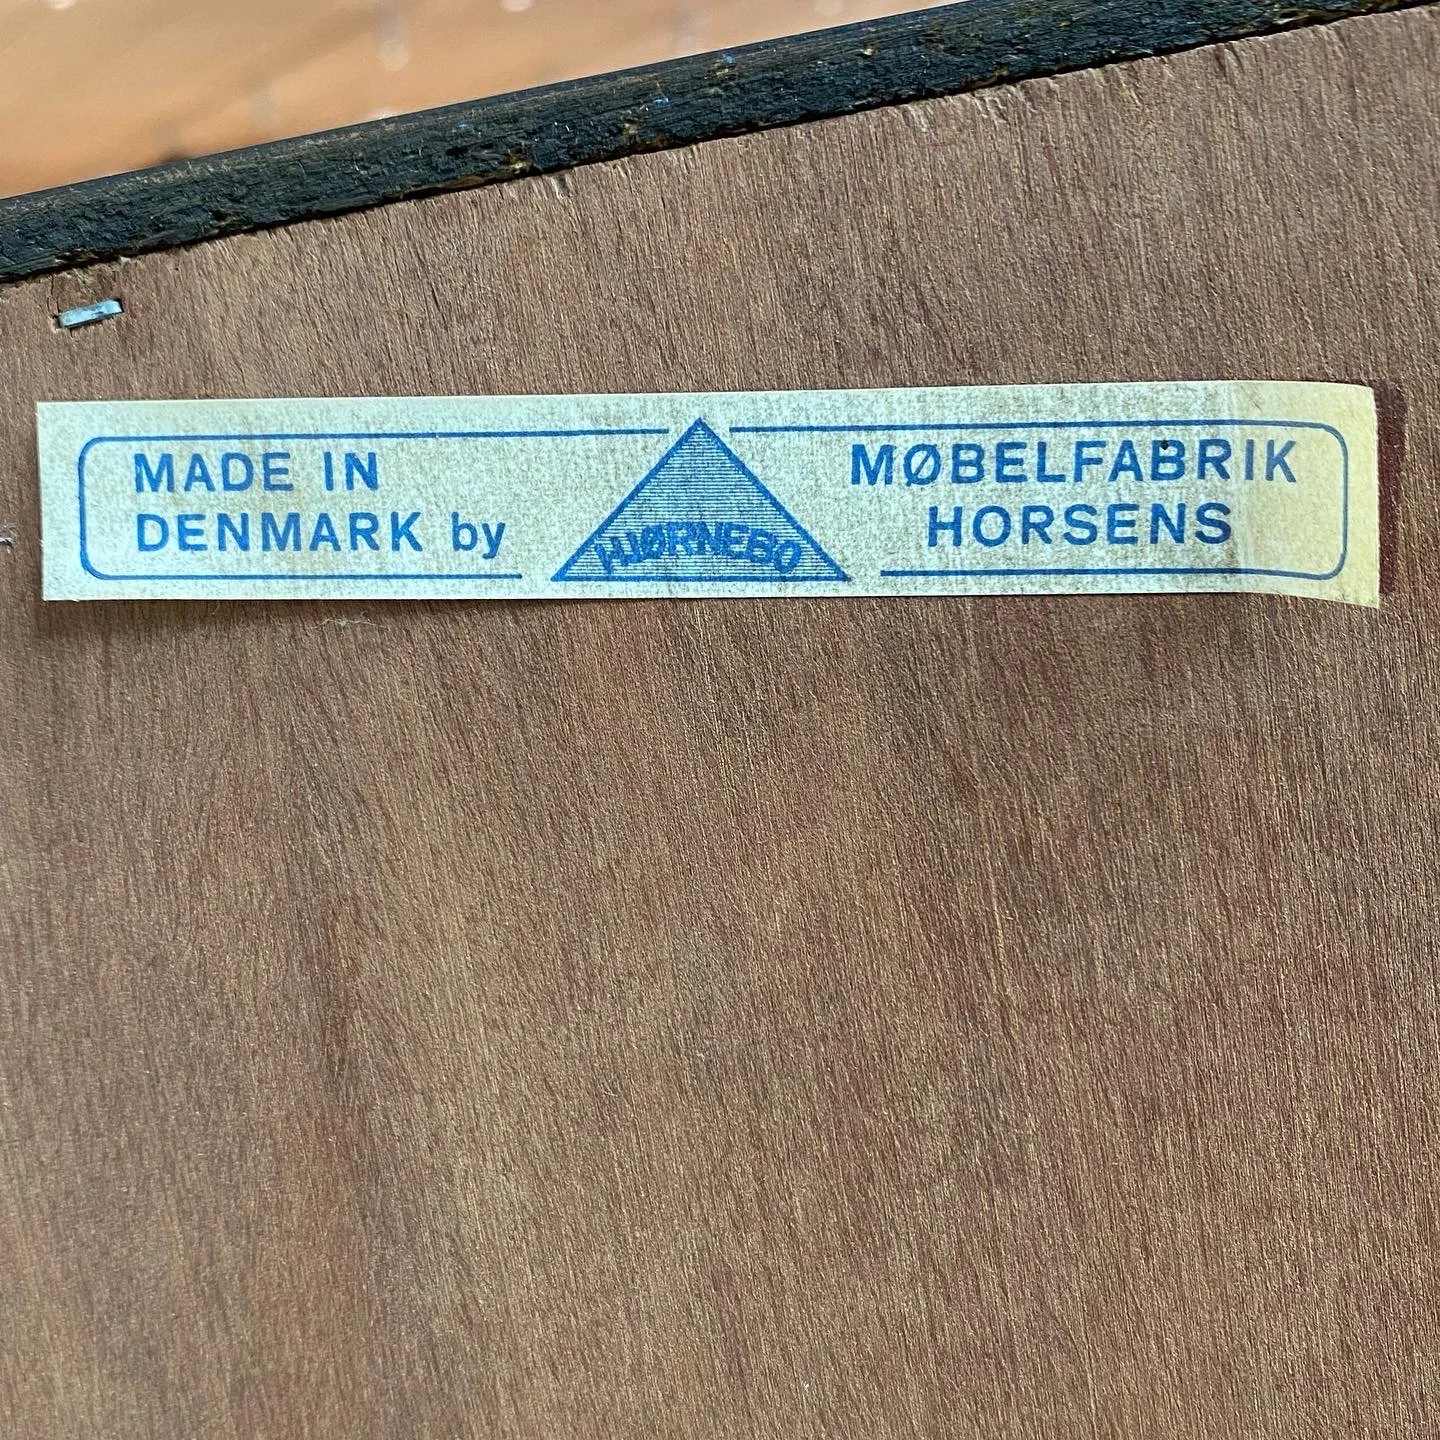 MADE IN
DENMARK by
HJØRNEBO
MØBELFABRIK
HORSENS